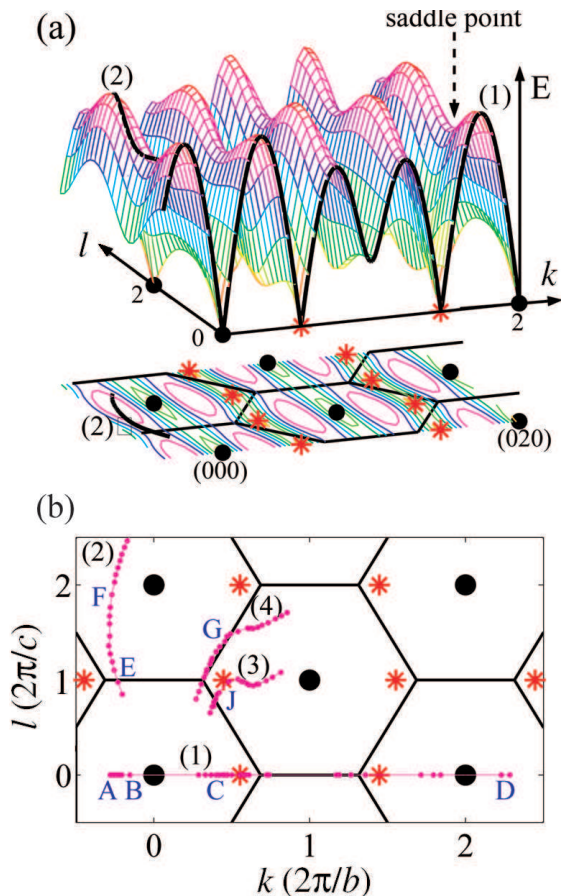 (a)
saddle point
(2)
(1)
E
l
k
2
0
2
(2)
(000)
(020)
(b)
(2)
2
(4)
F
G
l (2π/c)
E
(3)
1
J
(1)
0
A B C D
0 1 2
k (2π/b)